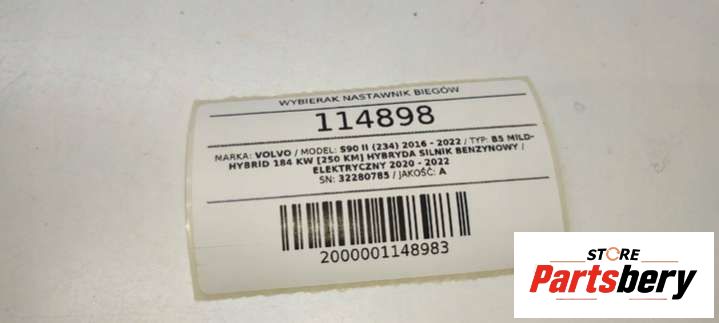 WYBIERAK NASTAWNIK BIEGÓW
114898
MARKA: VOLVO / MODEL: S90 II (234) 2016 - 2022 / TYP: B5 MILD-
HYBRID 184 KW [250 KM] HYBRYDA SILNIK BENZYNOWY /
ELEKTRYCZNY 2020 - 2022
SN: 32280785 / JAKOŚĆ: A
2000001148983
STORE
Partsbery